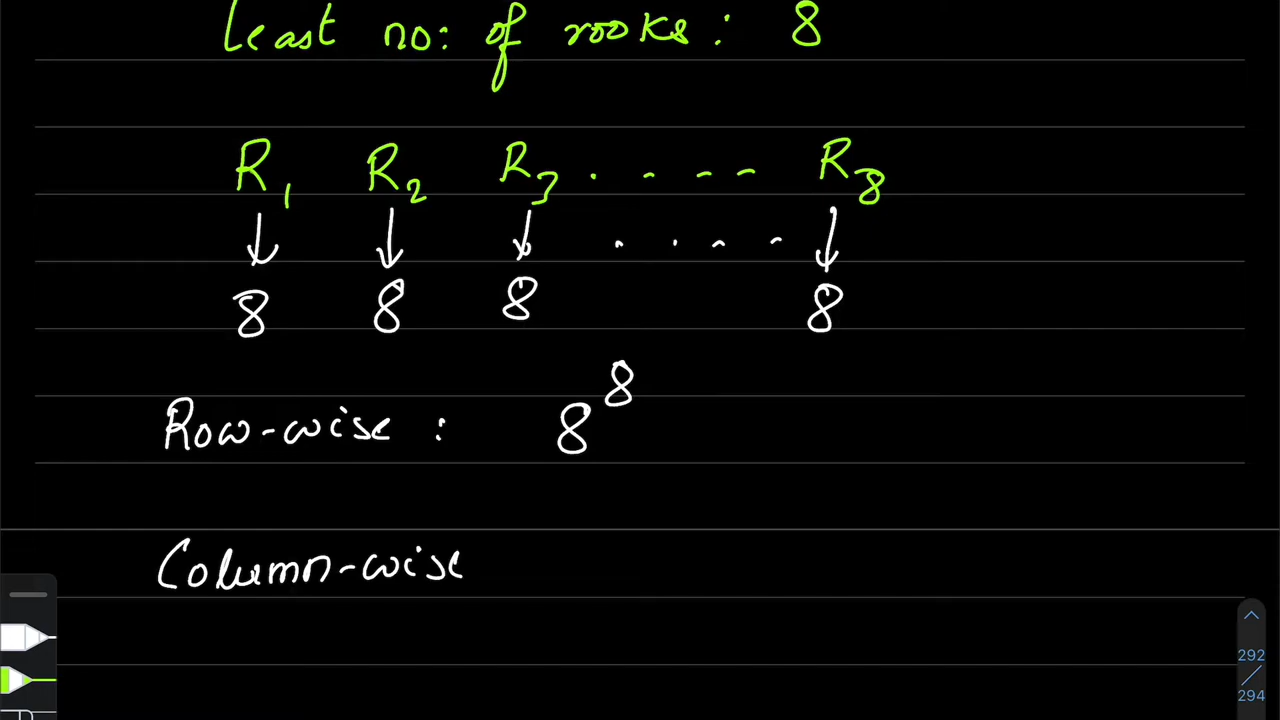 Least no: of rooks : 8
R1 R2 R3 . - - - R8
↓ ↓ ↓ . . - - ↓
8 8 8 8
Row-wise : 8^8
Column-wise
292
/
294